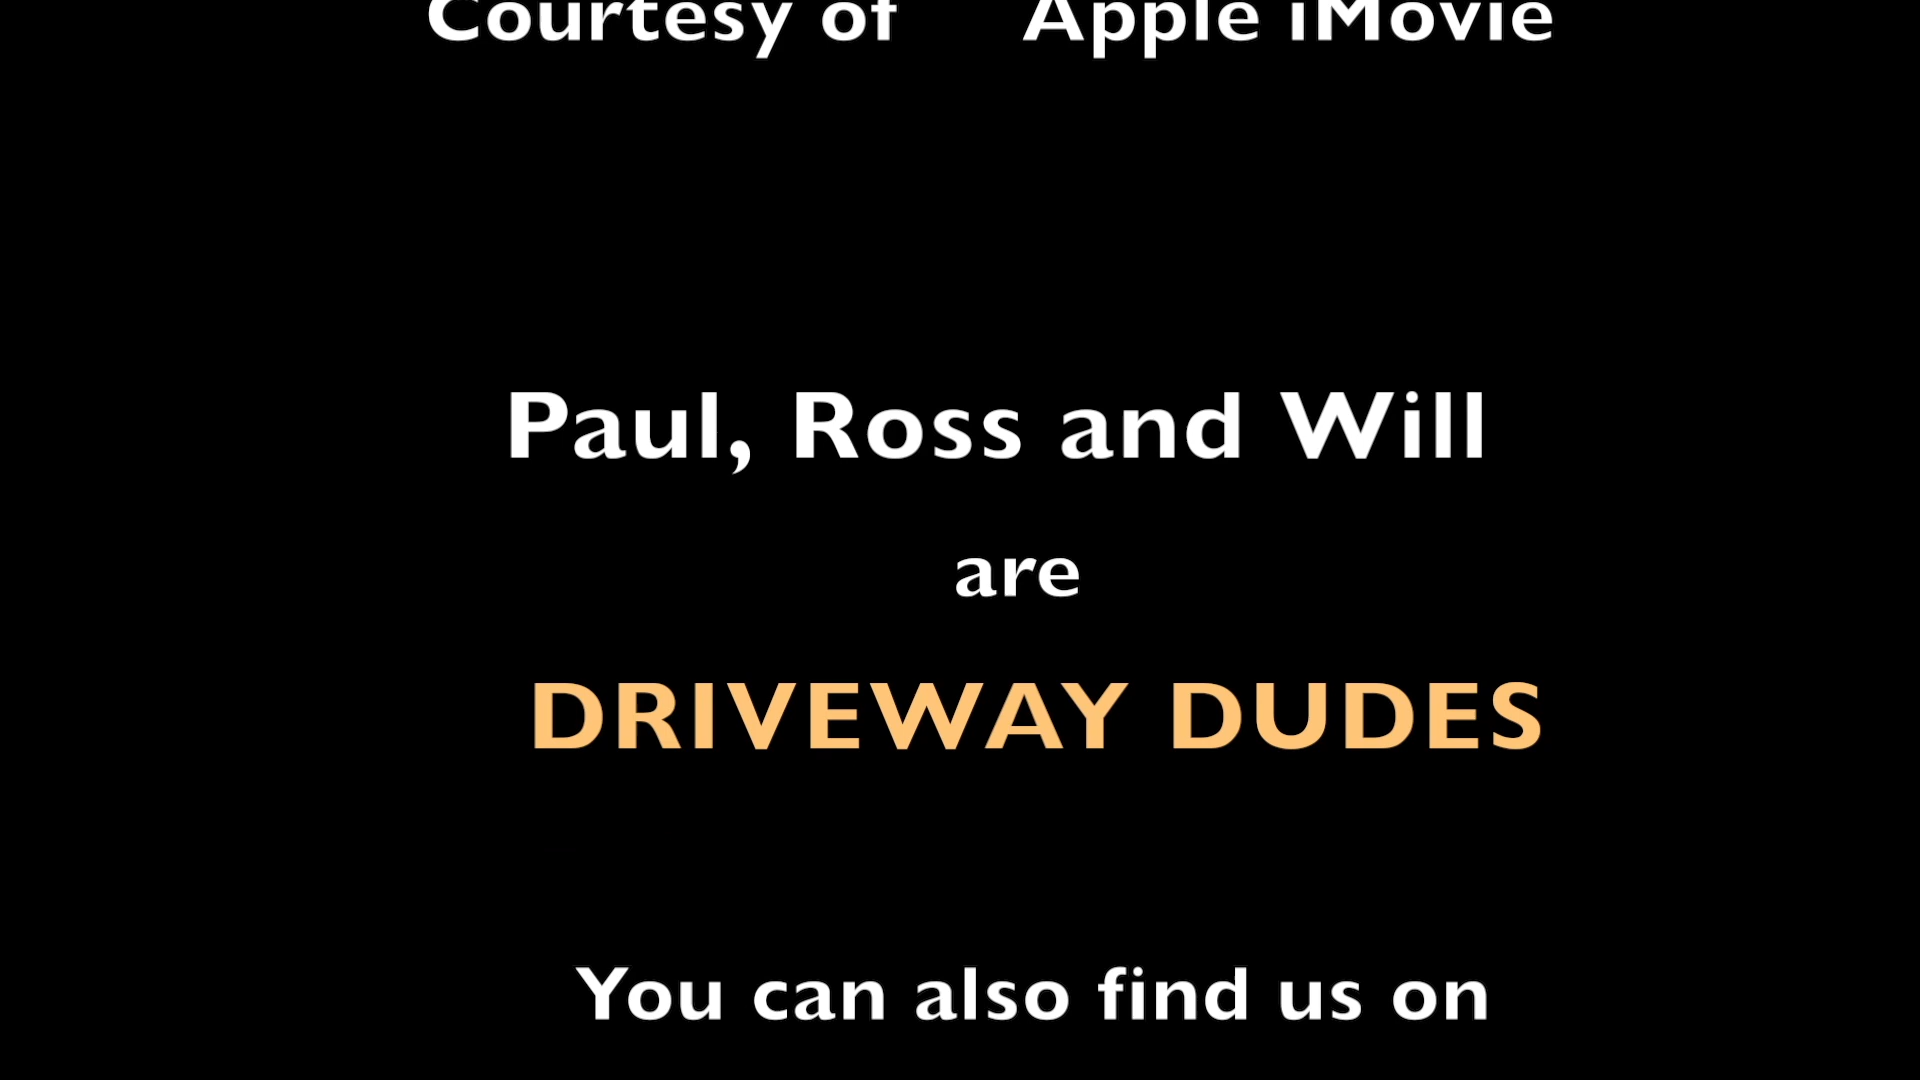 Courtesy of Apple iMovie
Paul, Ross and Will
are
DRIVEWAY DUDES
You can also find us on